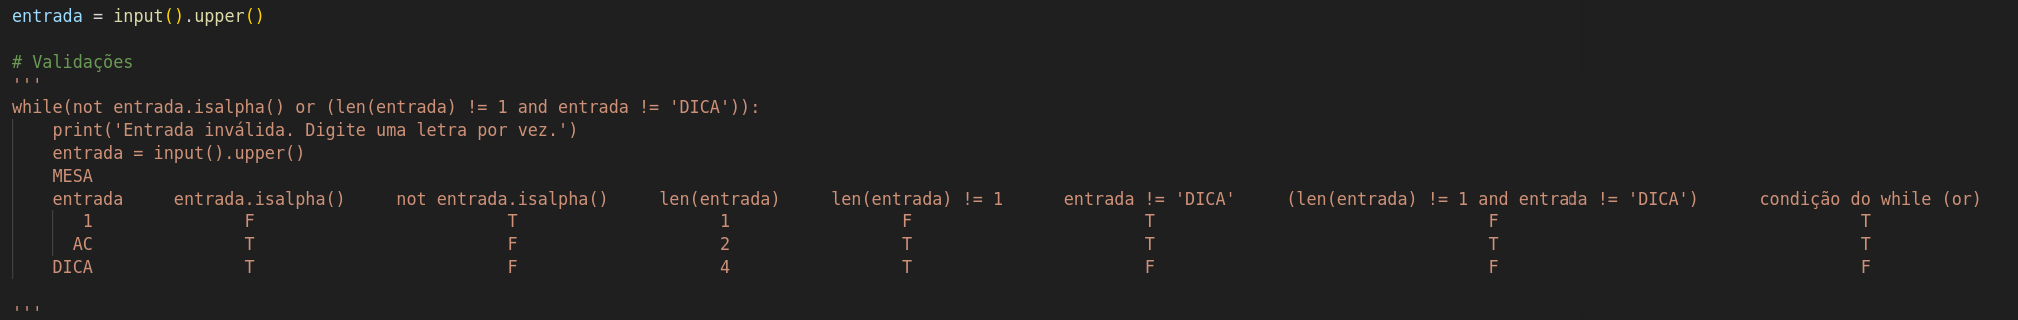 entrada = input().upper()
# Validações
'''
while(not entrada.isalpha() or (len(entrada) != 1 and entrada != 'DICA')):
    print('Entrada inválida. Digite uma letra por vez.')
    entrada = input().upper()
    MESA
    entrada     entrada.isalpha()     not entrada.isalpha()     len(entrada)     len(entrada) != 1      entrada != 'DICA'     (len(entrada) != 1 and entrada != 'DICA')      condição do while (or)
       1               F                         T                    1                 F                       T                                 F                                    T
      AC               T                         F                    2                 T                       T                                 T                                    T
    DICA               T                         F                    4                 T                       F                                 F                                    F
'''